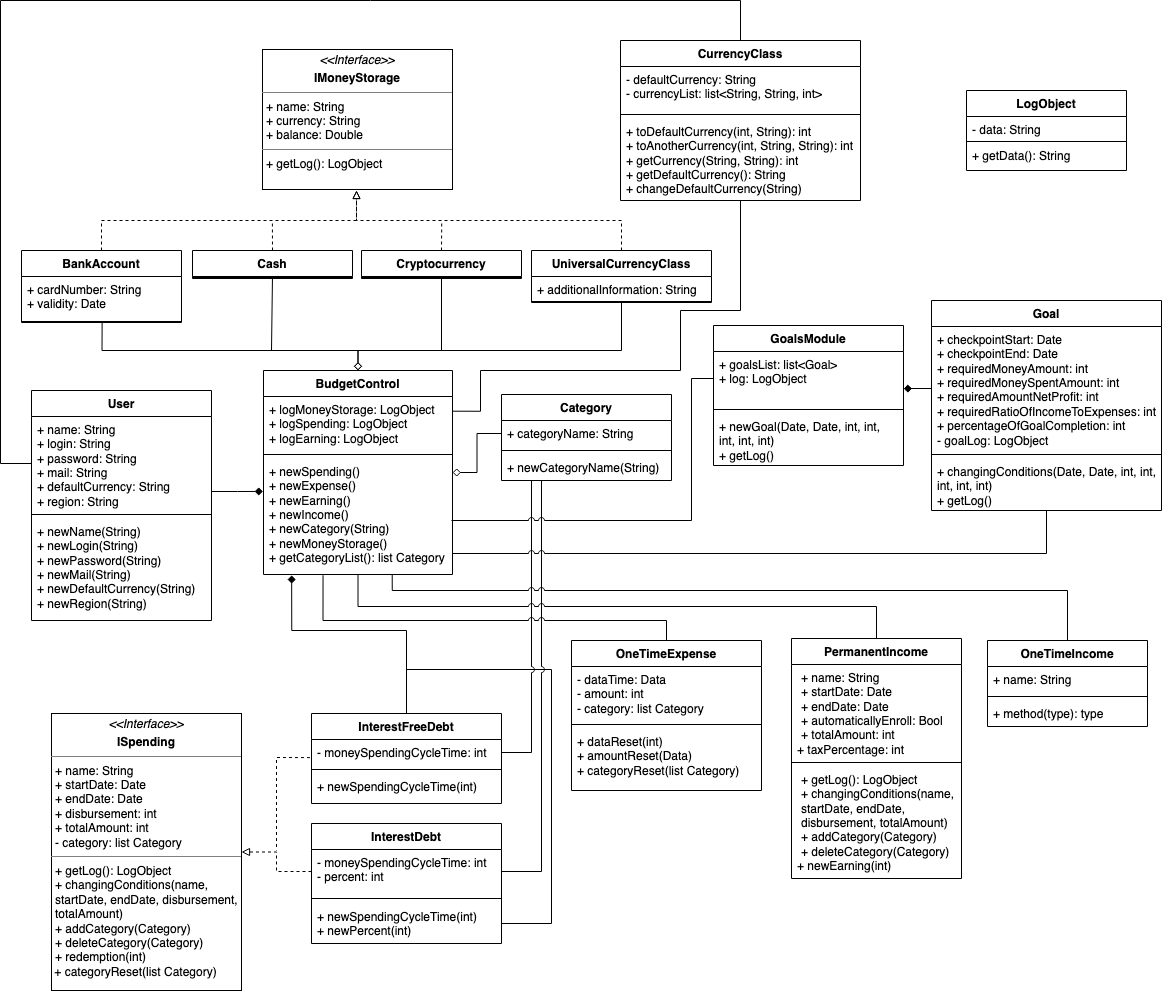 <<Interface>>
IMoneyStorage
+ name: String
+ currency: String
+ balance: Double
+ getLog(): LogObject
CurrencyClass
- defaultCurrency: String
- currencyList: list<String, String, int>
+ toDefaultCurrency(int, String): int
+ toAnotherCurrency(int, String, String): int
+ getCurrency(String, String): int
+ getDefaultCurrency(): String
+ changeDefaultCurrency(String)
LogObject
- data: String
+ getData(): String
BankAccount
+ cardNumber: String
+ validity: Date
Cash
Cryptocurrency
UniversalCurrencyClass
+ additionalInformation: String
User
+ name: String
+ login: String
+ password: String
+ mail: String
+ defaultCurrency: String
+ region: String
+ newName(String)
+ newLogin(String)
+ newPassword(String)
+ newMail(String)
+ newDefaultCurrency(String)
+ newRegion(String)
BudgetControl
+ logMoneyStorage: LogObject
+ logSpending: LogObject
+ logEarning: LogObject
+ newSpending()
+ newExpense()
+ newEarning()
+ newIncome()
+ newCategory(String)
+ newMoneyStorage()
+ getCategoryList(): list Category
Category
+ categoryName: String
+ newCategoryName(String)
GoalsModule
+ goalsList: list<Goal>
+ log: LogObject
+ newGoal(Date, Date, int, int,
int, int, int)
+ getLog()
Goal
+ checkpointStart: Date
+ checkpointEnd: Date
+ requiredMoneyAmount: int
+ requiredMoneySpentAmount: int
+ requiredAmountNetProfit: int
+ requiredRatioOfIncomeToExpenses: int
+ percentageOfGoalCompletion: int
- goalLog: LogObject
+ changingConditions(Date, Date, int, int,
int, int, int)
+ getLog()
<<Interface>>
ISpending
+ name: String
+ startDate: Date
+ endDate: Date
+ disbursement: int
+ totalAmount: int
- category: list Category
+ getLog(): LogObject
+ changingConditions(name,
startDate, endDate, disbursement,
totalAmount)
+ addCategory(Category)
+ deleteCategory(Category)
+ redemption(int)
+ categoryReset(list Category)
InterestFreeDebt
- moneySpendingCycleTime: int
+ newSpendingCycleTime(int)
InterestDebt
- moneySpendingCycleTime: int
- percent: int
+ newSpendingCycleTime(int)
+ newPercent(int)
OneTimeExpense
- dataTime: Data
- amount: int
- category: list Category
+ dataReset(int)
+ amountReset(Data)
+ categoryReset(list Category)
PermanentIncome
+ name: String
+ startDate: Date
+ endDate: Date
+ automaticallyEnroll: Bool
+ totalAmount: int
+ taxPercentage: int
+ getLog(): LogObject
+ changingConditions(name,
startDate, endDate,
disbursement, totalAmount)
+ addCategory(Category)
+ deleteCategory(Category)
+ newEarning(int)
OneTimeIncome
+ name: String
+ method(type): type